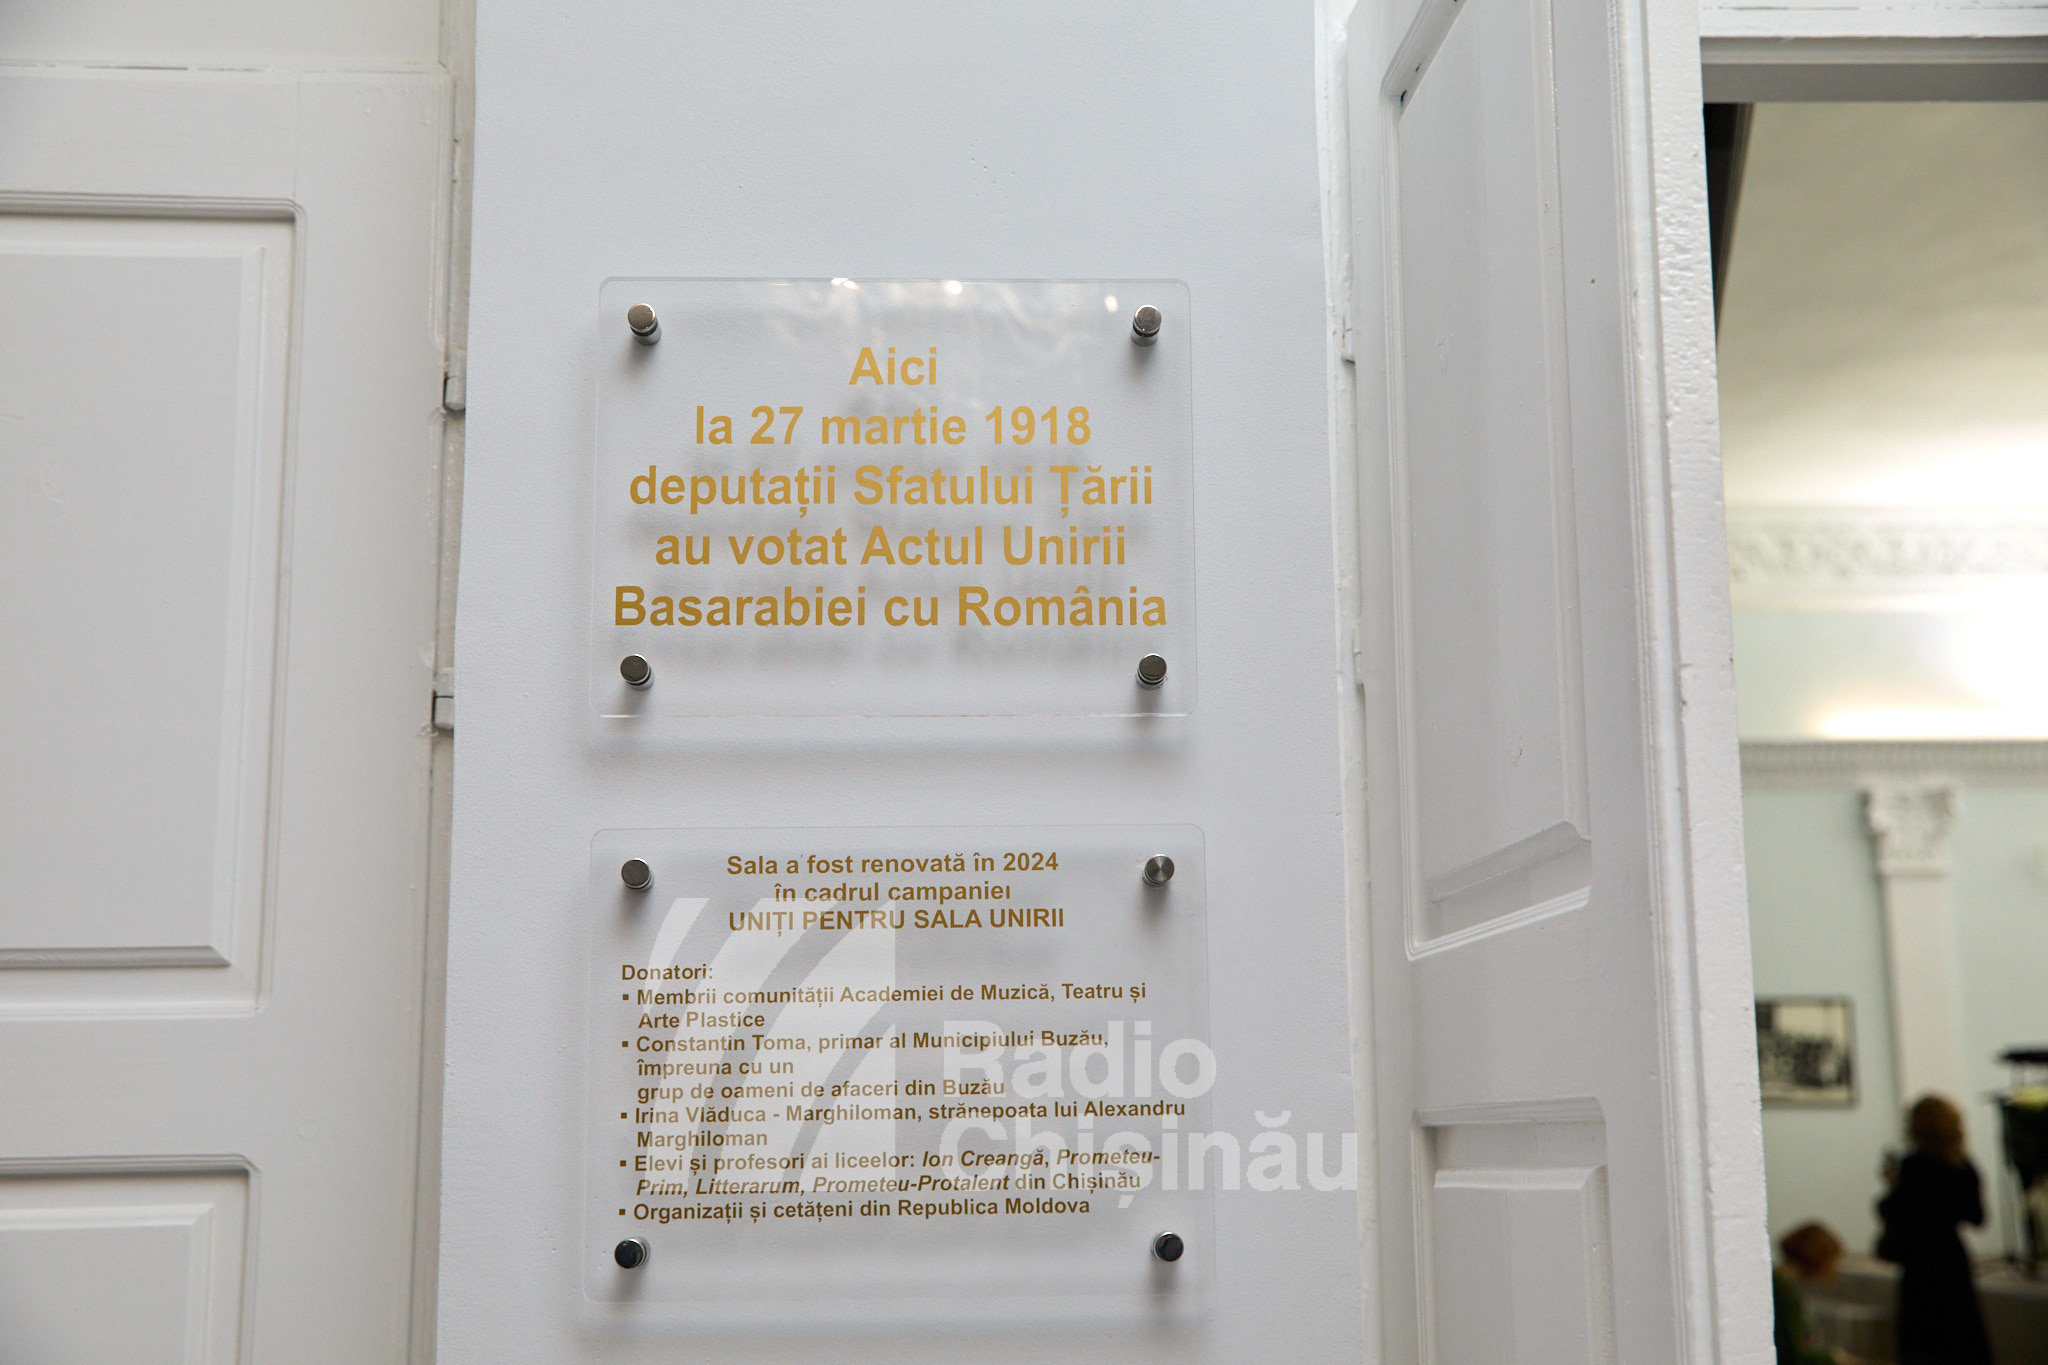 Aici
la 27 martie 1918
deputații Sfatului Țării
au votat Actul Unirii
Basarabiei cu România
Sala a fost renovată în 2024
în cadrul campaniei
UNIȚI PENTRU SALA UNIRII
Donatori:
▪ Membrii comunității Academiei de Muzică, Teatru și
Arte Plastice
▪ Constantin Toma, primar al Municipiului Buzău,
împreuna cu un
grup de oameni de afaceri din Buzău
▪ Irina Vlăduca - Marghiloman, strănepoata lui Alexandru
Marghiloman
▪ Elevi și profesori ai liceelor: Ion Creangă, Prometeu-
Prim, Litterarum, Prometeu-Protalent din Chișinău
▪ Organizații și cetățeni din Republica Moldova
Radio
Chișinău